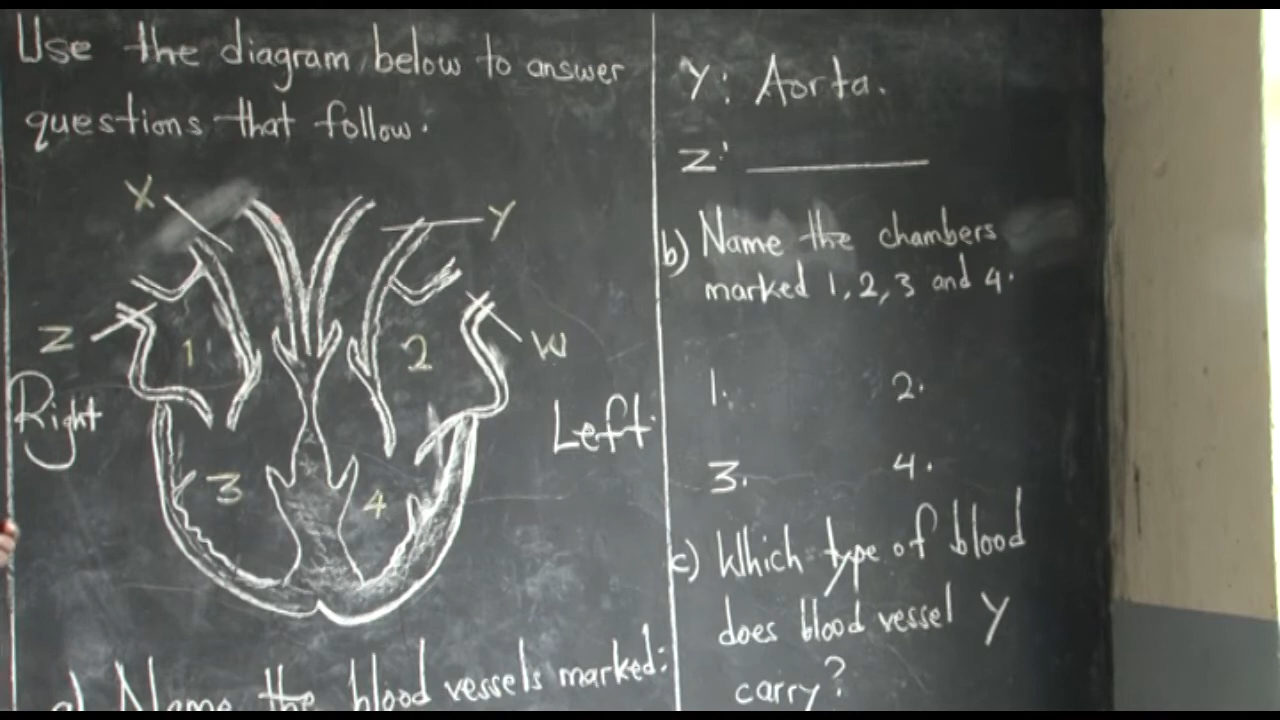 Use the diagram below to answer
questions that follow.
X
Y
Z
1
2
W
Right
Left
3
4
a) Name the blood vessels marked:
Y: Aorta.
Z: ________
b) Name the chambers
marked 1, 2, 3 and 4.
1. 2.
3. 4.
c) Which type of blood
does blood vessel Y
carry?